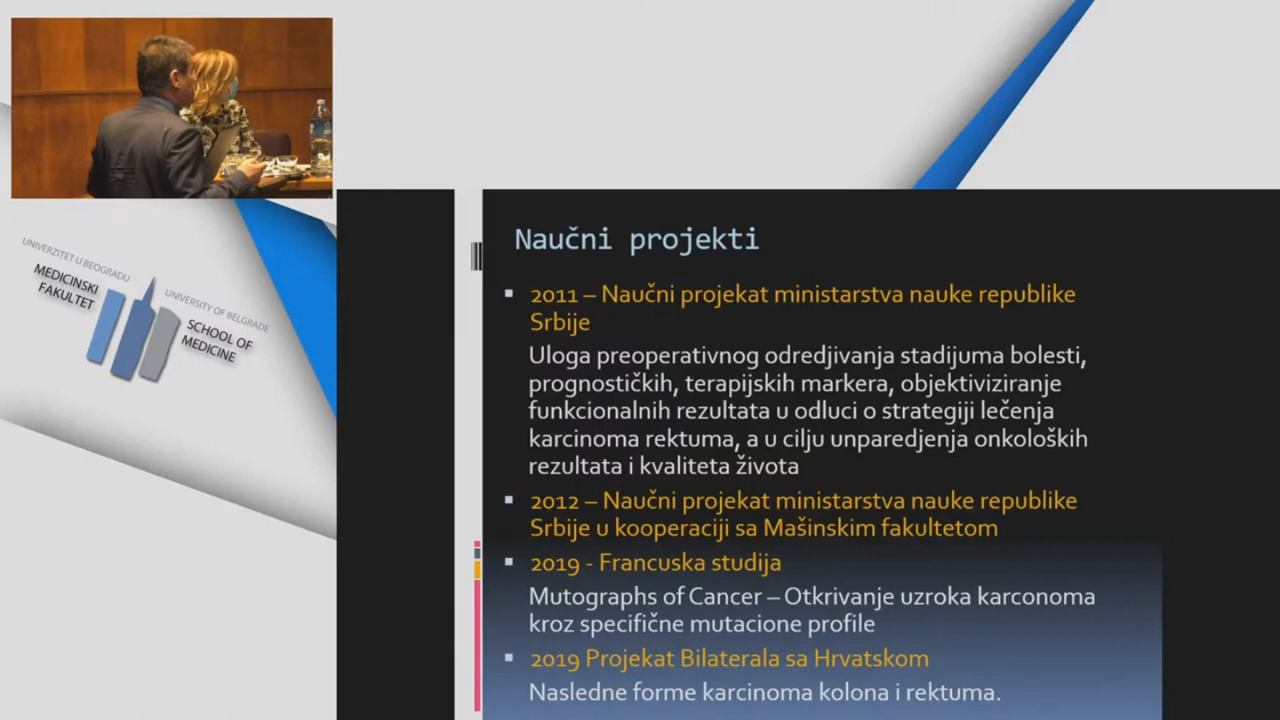 UNIVERZITET U BEOGRADU
MEDICINSKI
FAKULTET
UNIVERSITY OF BELGRADE
SCHOOL OF
MEDICINE
Naučni projekti
2011 – Naučni projekat ministarstva nauke republike
Srbije
Uloga preoperativnog odredjivanja stadijuma bolesti,
prognostičkih, terapijskih markera, objektiviziranje
funkcionalnih rezultata u odluci o strategiji lečenja
karcinoma rektuma, a u cilju unparedjenja onkoloških
rezultata i kvaliteta života
2012 – Naučni projekat ministarstva nauke republike
Srbije u kooperaciji sa Mašinskim fakultetom
2019 - Francuska studija
Mutographs of Cancer – Otkrivanje uzroka karconoma
kroz specifične mutacione profile
2019 Projekat Bilaterala sa Hrvatskom
Nasledne forme karcinoma kolona i rektuma.